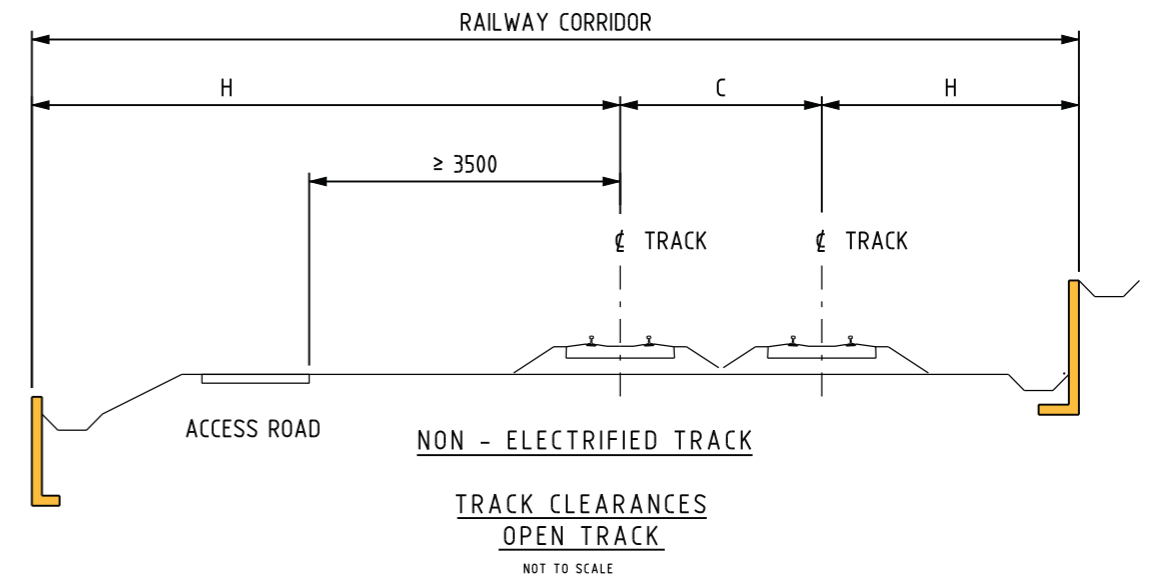 RAILWAY CORRIDOR
H
C
H
≥ 3500
℄ TRACK
℄ TRACK
ACCESS ROAD
NON - ELECTRIFIED TRACK
TRACK CLEARANCES
OPEN TRACK
NOT TO SCALE